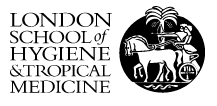 LONDON
SCHOOL of
HYGIENE
& TROPICAL
MEDICINE